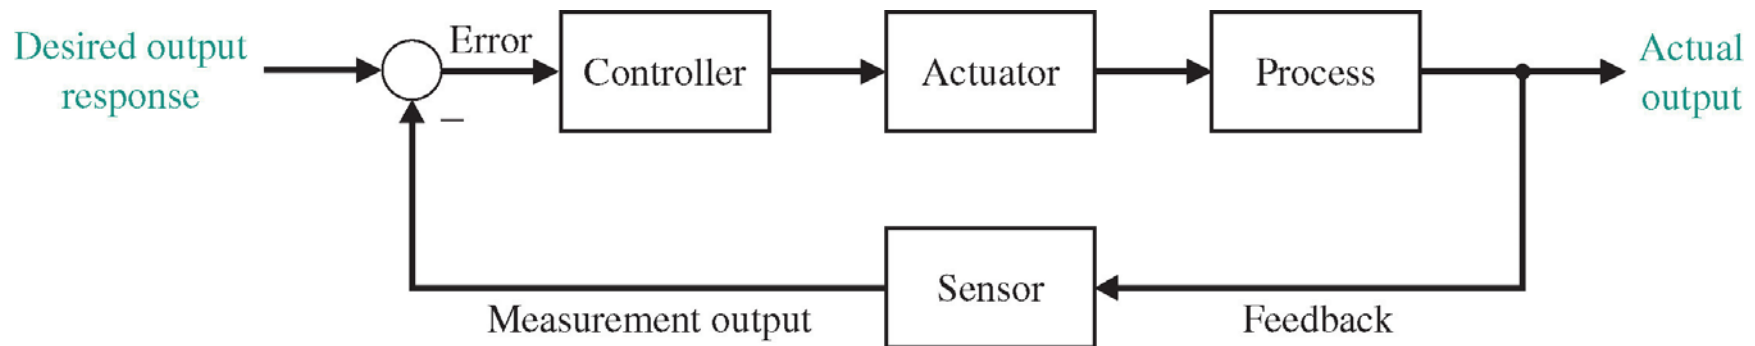 Desired output
response
Error
Controller
Actuator
Process
Actual
output
–
Sensor
Measurement output
Feedback